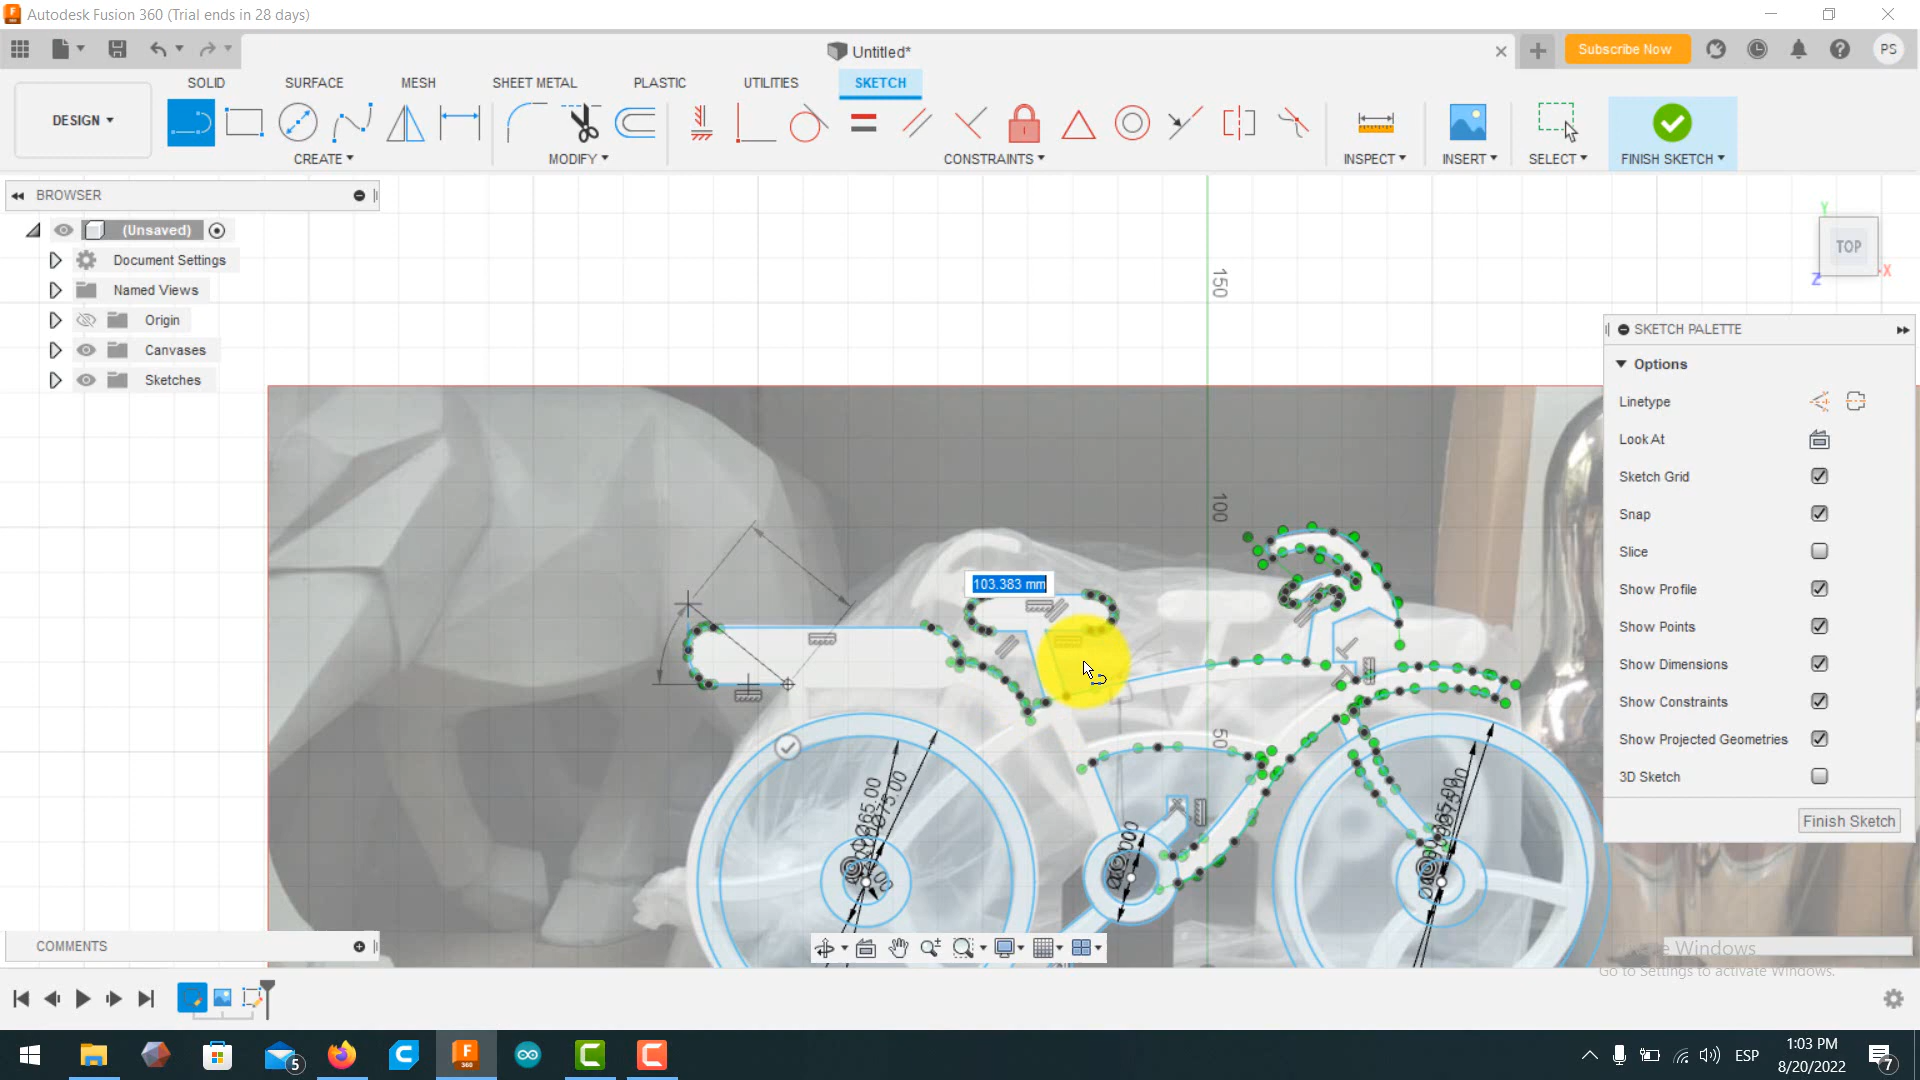 Autodesk Fusion 360 (Trial ends in 28 days)
Untitled*
Subscribe Now
PS
SOLID
SURFACE
MESH
SHEET METAL
PLASTIC
UTILITIES
SKETCH
DESIGN
CREATE
MODIFY
CONSTRAINTS
INSPECT
INSERT
SELECT
FINISH SKETCH
BROWSER
(Unsaved)
Document Settings
Named Views
Origin
Canvases
Sketches
Y
TOP
X
Z
150
100
50
SKETCH PALETTE
Options
Linetype
Look At
Sketch Grid
Snap
Slice
Show Profile
Show Points
Show Dimensions
Show Constraints
Show Projected Geometries
3D Sketch
Finish Sketch
103.383 mm
Windows
Go to Settings to activate Windows.
COMMENTS
5
360
ESP
1:03 PM
8/20/2022
7